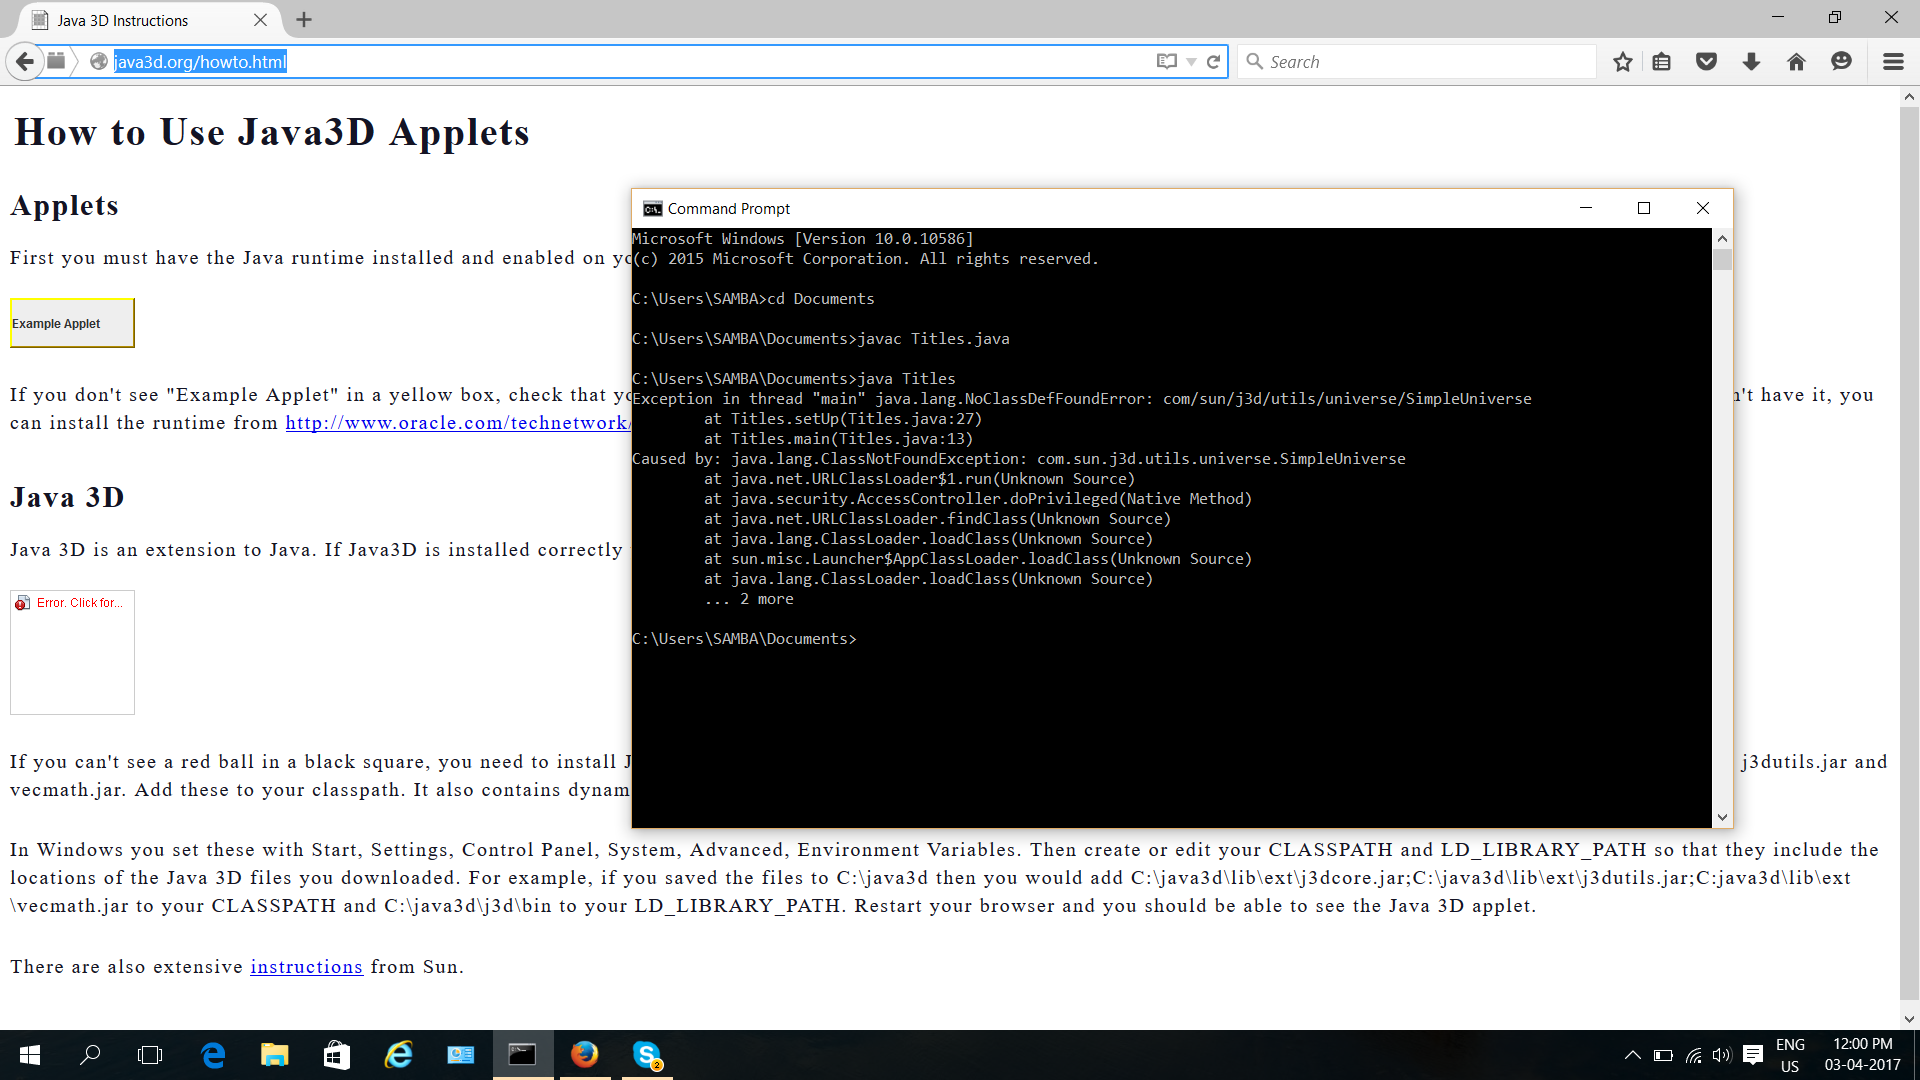 Java 3D Instructions
java3d.org/howto.html
Search
How to Use Java3D Applets
Applets
First you must have the Java runtime installed and enabled on yo
Example Applet
If you don't see "Example Applet" in a yellow box, check that yo
n't have it, you
can install the runtime from http://www.oracle.com/technetwork/
Java 3D
Java 3D is an extension to Java. If Java3D is installed correctly
Error. Click for...
If you can't see a red ball in a black square, you need to install J
j3dutils.jar and
vecmath.jar. Add these to your classpath. It also contains dynam
In Windows you set these with Start, Settings, Control Panel, System, Advanced, Environment Variables. Then create or edit your CLASSPATH and LD_LIBRARY_PATH so that they include the
locations of the Java 3D files you downloaded. For example, if you saved the files to C:\java3d then you would add C:\java3d\lib\ext\j3dcore.jar;C:\java3d\lib\ext\j3dutils.jar;C:java3d\lib\ext
\vecmath.jar to your CLASSPATH and C:\java3d\j3d\bin to your LD_LIBRARY_PATH. Restart your browser and you should be able to see the Java 3D applet.
There are also extensive instructions from Sun.
Command Prompt
Microsoft Windows [Version 10.0.10586]
(c) 2015 Microsoft Corporation. All rights reserved.
C:\Users\SAMBA>cd Documents
C:\Users\SAMBA\Documents>javac Titles.java
C:\Users\SAMBA\Documents>java Titles
Exception in thread "main" java.lang.NoClassDefFoundError: com/sun/j3d/utils/universe/SimpleUniverse
at Titles.setUp(Titles.java:27)
at Titles.main(Titles.java:13)
Caused by: java.lang.ClassNotFoundException: com.sun.j3d.utils.universe.SimpleUniverse
at java.net.URLClassLoader$1.run(Unknown Source)
at java.security.AccessController.doPrivileged(Native Method)
at java.net.URLClassLoader.findClass(Unknown Source)
at java.lang.ClassLoader.loadClass(Unknown Source)
at sun.misc.Launcher$AppClassLoader.loadClass(Unknown Source)
at java.lang.ClassLoader.loadClass(Unknown Source)
... 2 more
C:\Users\SAMBA\Documents>
2
ENG
US
12:00 PM
03-04-2017